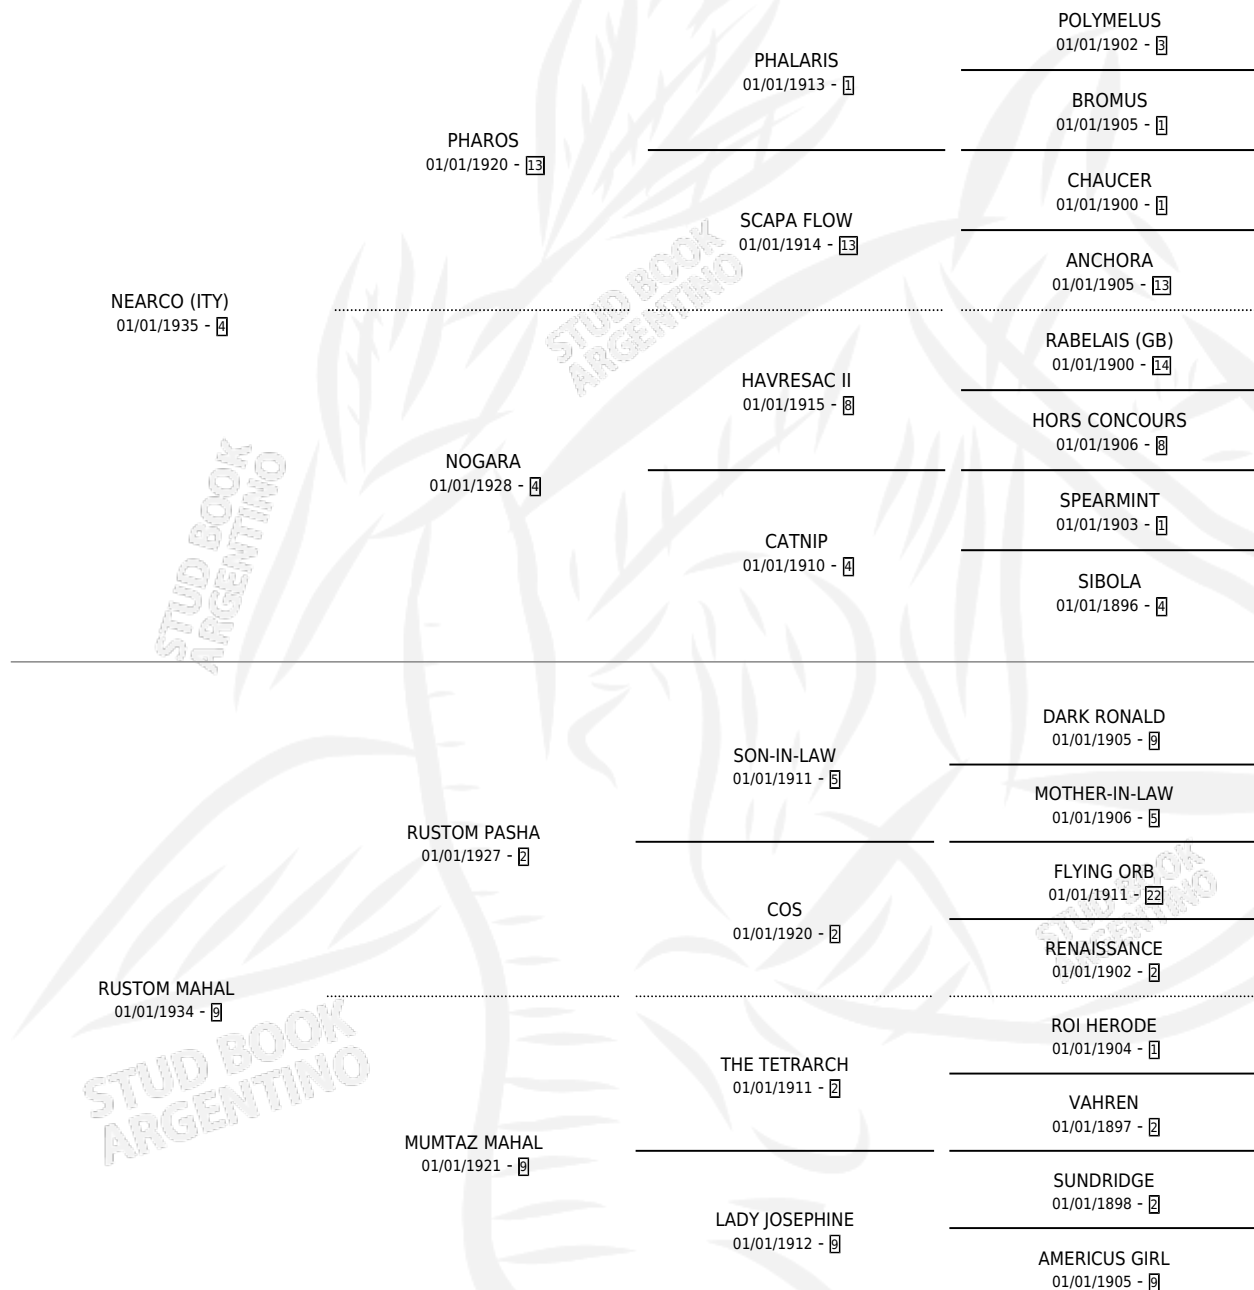 POLYMELUS
01/01/1902 - 3
PHALARIS
01/01/1913 - 1
BROMUS
01/01/1905 - 1
PHAROS
01/01/1920 - 13
CHAUCER
01/01/1900 - 1
SCAPA FLOW
01/01/1914 - 13
ANCHORA
01/01/1905 - 13
STUD BOOK
ARGENTINO
NEARCO (ITY)
01/01/1935 - 4
RABELAIS (GB)
01/01/1900 - 14
HAVRESAC II
01/01/1915 - 8
HORS CONCOURS
01/01/1906 - 8
NOGARA
01/01/1928 - 4
SPEARMINT
01/01/1903 - 1
CATNIP
01/01/1910 - 4
SIBOLA
01/01/1896 - 4
STUD BOOK
ARGENTINO
DARK RONALD
01/01/1905 - 9
SON-IN-LAW
01/01/1911 - 5
MOTHER-IN-LAW
01/01/1906 - 5
RUSTOM PASHA
01/01/1927 - 2
FLYING ORB
01/01/1911 - 22
COS
01/01/1920 - 2
RENAISSANCE
01/01/1902 - 2
STUD BOOK
ARGENTINO
RUSTOM MAHAL
01/01/1934 - 9
ROI HERODE
01/01/1904 - 1
THE TETRARCH
01/01/1911 - 2
VAHREN
01/01/1897 - 2
STUD BOOK
ARGENTINO
MUMTAZ MAHAL
01/01/1921 - 9
SUNDRIDGE
01/01/1898 - 2
LADY JOSEPHINE
01/01/1912 - 9
AMERICUS GIRL
01/01/1905 - 9